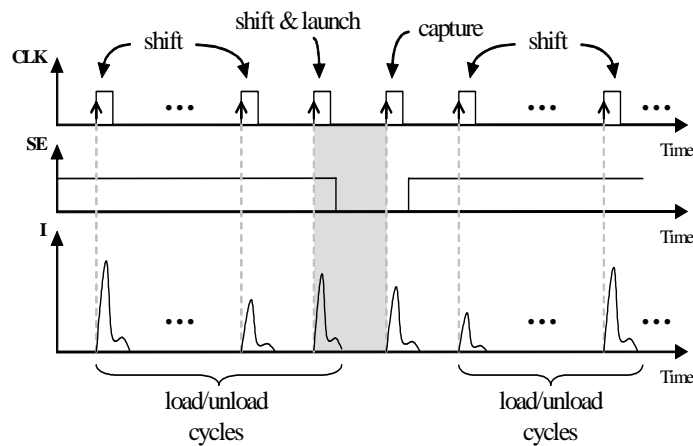 shift & launch
shift
capture
shift
CLK
Time
SE
Time
I
Time
load/unload
cycles
load/unload
cycles